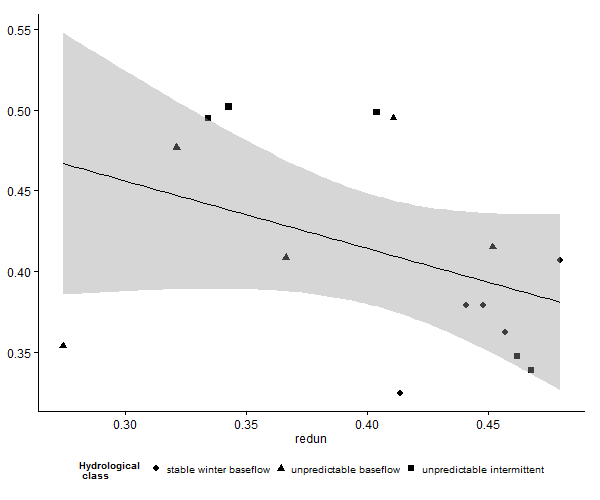 0.55
0.50
0.45
0.40
0.35
0.30 0.35 0.40 0.45
redun
Hydrological
class
stable winter baseflow unpredictable baseflow unpredictable intermittent